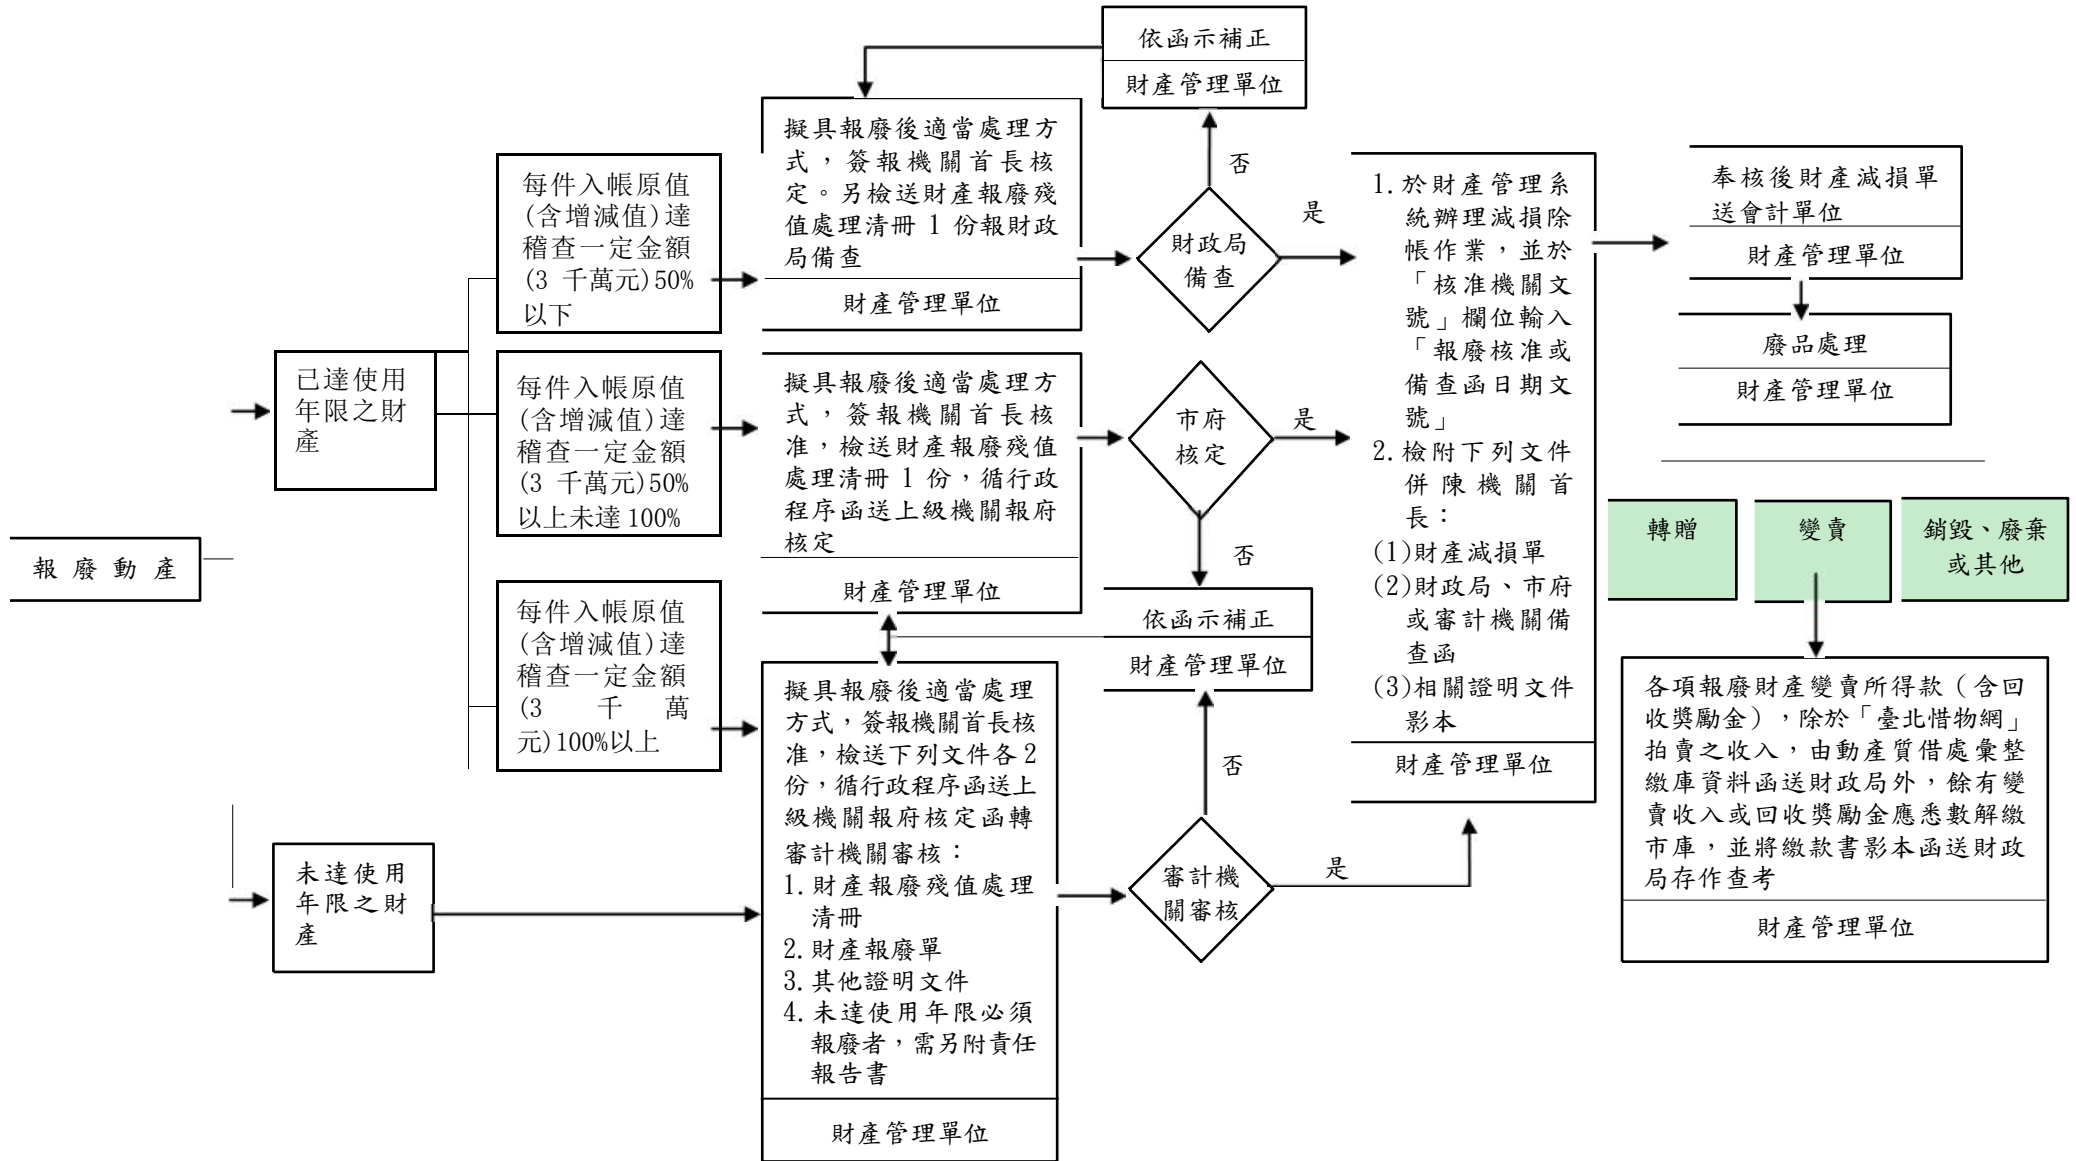 報廢動產
已達使用
年限之財
產
未達使用
年限之財
產
每件入帳原值
(含增減值)達
稽查一定金額
(3 千萬元)50%
以下
每件入帳原值
(含增減值)達
稽查一定金額
(3 千萬元)50%
以上未達100%
每件入帳原值
(含增減值)達
稽查一定金額
(3 千 萬
元)100%以上
擬具報廢後適當處理方
式，簽報機關首長核
定。另檢送財產報廢殘
值處理清冊 1 份報財政
局備查
財產管理單位
擬具報廢後適當處理方
式，簽報機關首長核
准，檢送財產報廢殘值
處理清冊 1 份，循行政
程序函送上級機關報府
核定
財產管理單位
擬具報廢後適當處理
方式，簽報機關首長核
准，檢送下列文件各2
份，循行政程序函送上
級機關報府核定函轉
審計機關審核：
1.財產報廢殘值處理
清冊
2.財產報廢單
3.其他證明文件
4.未達使用年限必須
報廢者，需另附責任
報告書
財產管理單位
依函示補正
財產管理單位
否
財政局
備查
是
市府
核定
是
否
依函示補正
財產管理單位
否
審計機
關審核
是
1.於財產管理系
統辦理減損除
帳作業，並於
「核准機關文
號」欄位輸入
「報廢核准或
備查函日期文
號」
2.檢附下列文件
併陳機關首
長：
(1)財產減損單
(2)財政局、市府
或審計機關備
查函
(3)相關證明文件
影本
財產管理單位
奉核後財產減損單
送會計單位
財產管理單位
廢品處理
財產管理單位
轉贈
變賣
銷毀、廢棄
或其他
各項報廢財產變賣所得款（含回
收獎勵金），除於「臺北惜物網」
拍賣之收入，由動產質借處彙整
繳庫資料函送財政局外，餘有變
賣收入或回收獎勵金應悉數解繳
市庫，並將繳款書影本函送財政
局存作查考
財產管理單位